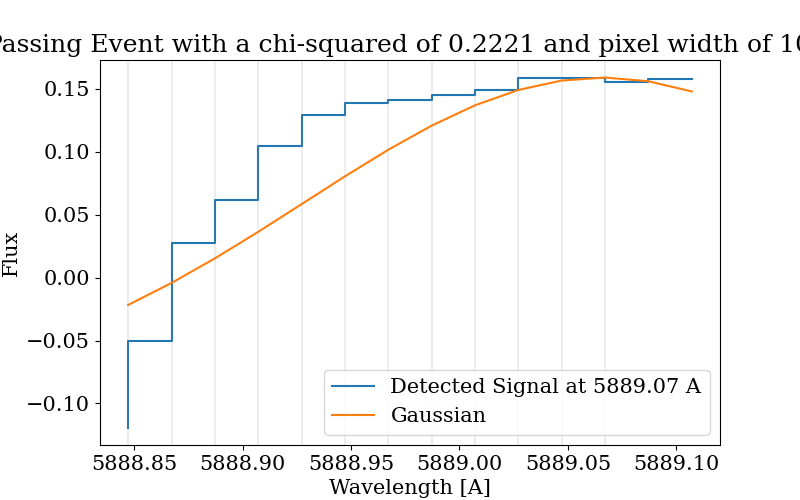 Passing Event with a chi-squared of 0.2221 and pixel width of 10
0.15
0.10
0.05
0.00
−0.05
−0.10
Flux
Detected Signal at 5889.07 A
Gaussian
5888.85 5888.90 5888.95 5889.00 5889.05 5889.10
Wavelength [A]